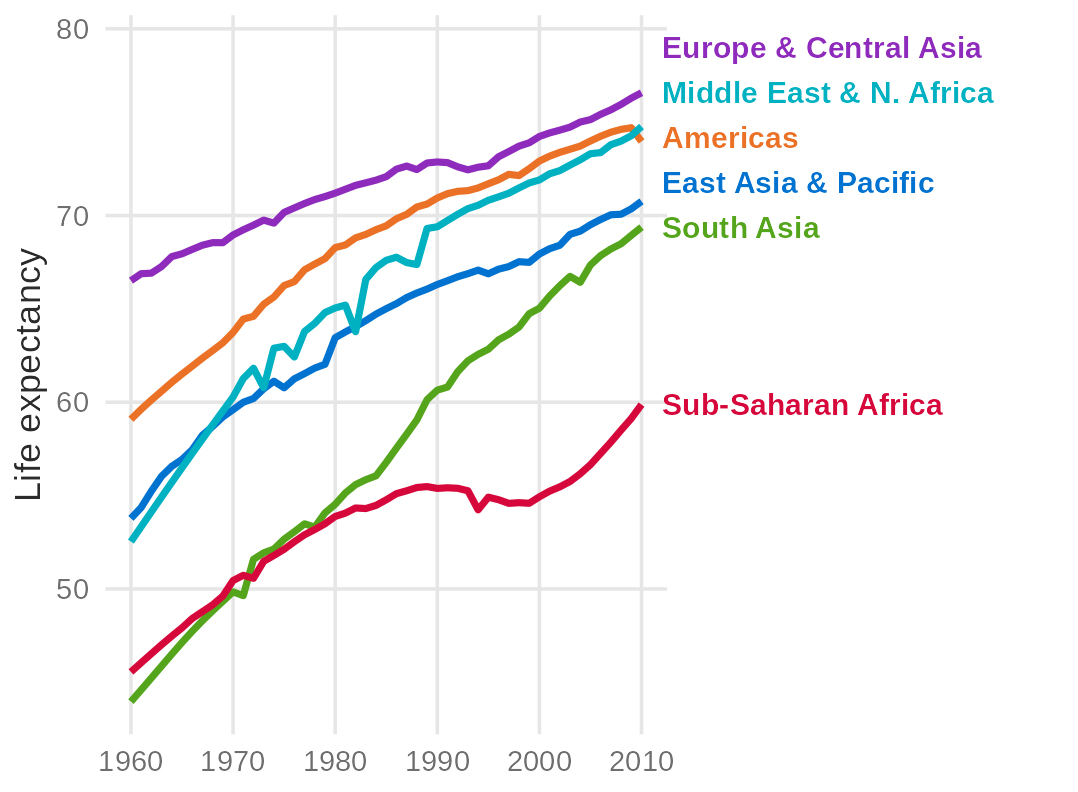 80
70
60
50
Life expectancy
1960 1970 1980 1990 2000 2010
Europe & Central Asia
Middle East & N. Africa
Americas
East Asia & Pacific
South Asia
Sub-Saharan Africa